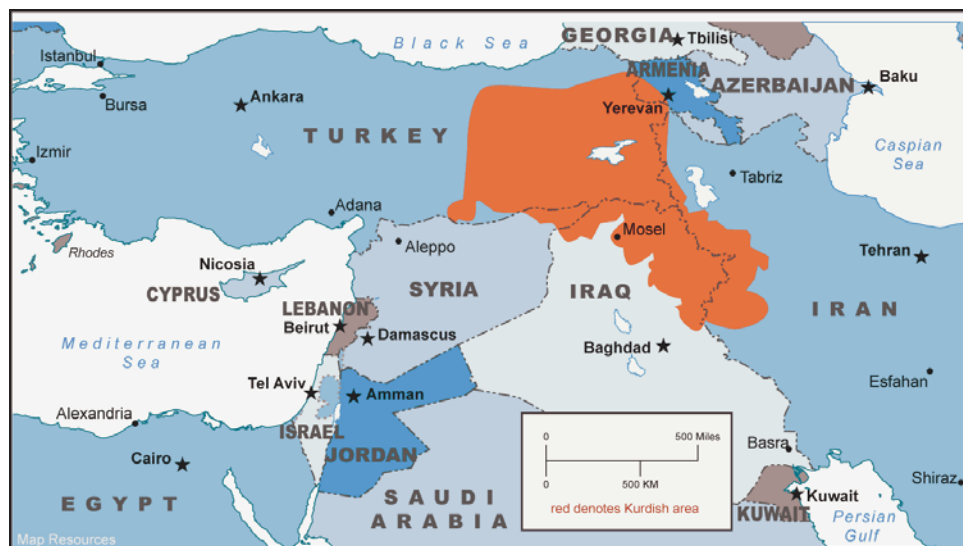 Black Sea
GEORGIA
Tbilisi
Istanbul
ARMENIA
AZERBAIJAN
Baku
Bursa
Ankara
Yerevan
TURKEY
Caspian
Sea
Izmir
Tabriz
Adana
Mosel
Aleppo
Rhodes
Nicosia
Tehran
CYPRUS
SYRIA
IRAQ
LEBANON
IRAN
Beirut
Damascus
Baghdad
Mediterranean
Sea
Esfahan
Tel Aviv
Amman
Alexandria
ISRAEL
JORDAN
0
500 Miles
0
500 KM
red denotes Kurdish area
Basra
Cairo
Shiraz
EGYPT
SAUDI
ARABIA
KUWAIT
Kuwait
Persian
Gulf
Map Resources